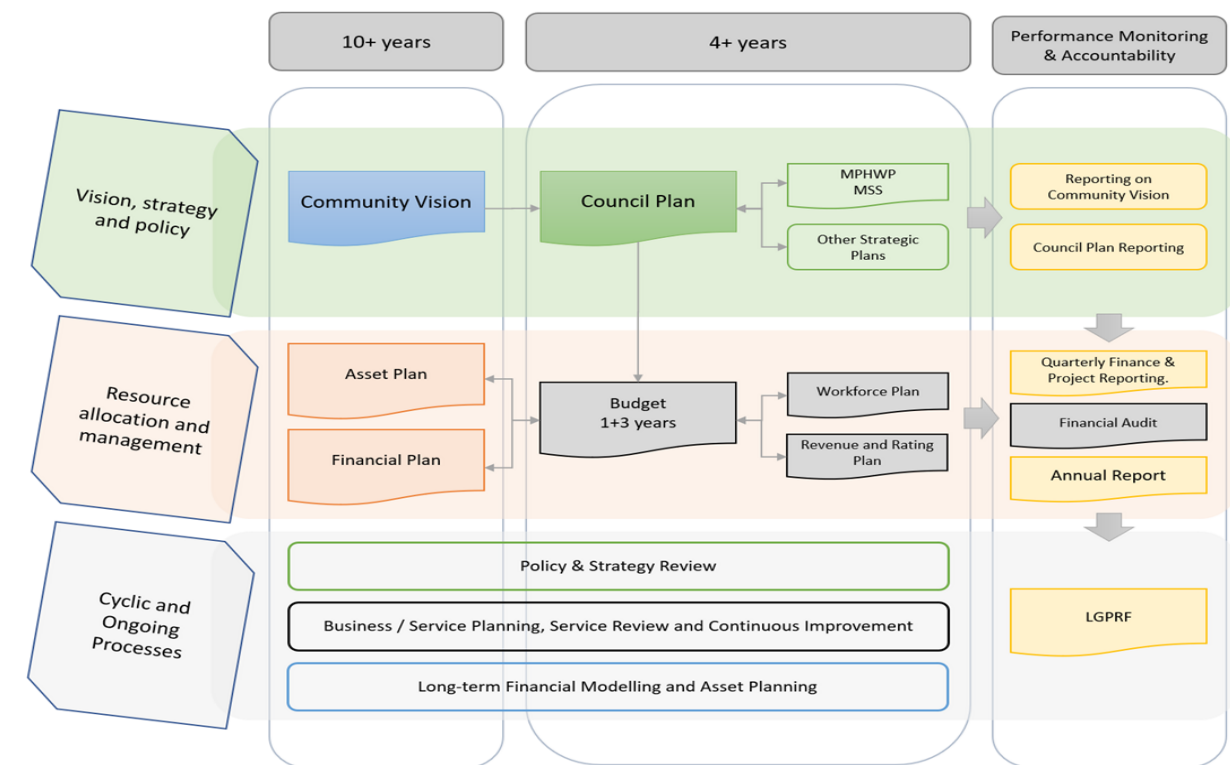 10+ years
4+ years
Performance Monitoring
& Accountability
Vision, strategy
and policy
Community Vision
Council Plan
MPHWP
MSS
Other Strategic
Plans
Reporting on
Community Vision
Council Plan Reporting
Resource
allocation and
management
Asset Plan
Financial Plan
Budget
1+3 years
Workforce Plan
Revenue and Rating
Plan
Quarterly Finance &
Project Reporting.
Financial Audit
Annual Report
Cyclic and
Ongoing
Processes
Policy & Strategy Review
Business / Service Planning, Service Review and Continuous Improvement
Long-term Financial Modelling and Asset Planning
LGPRF